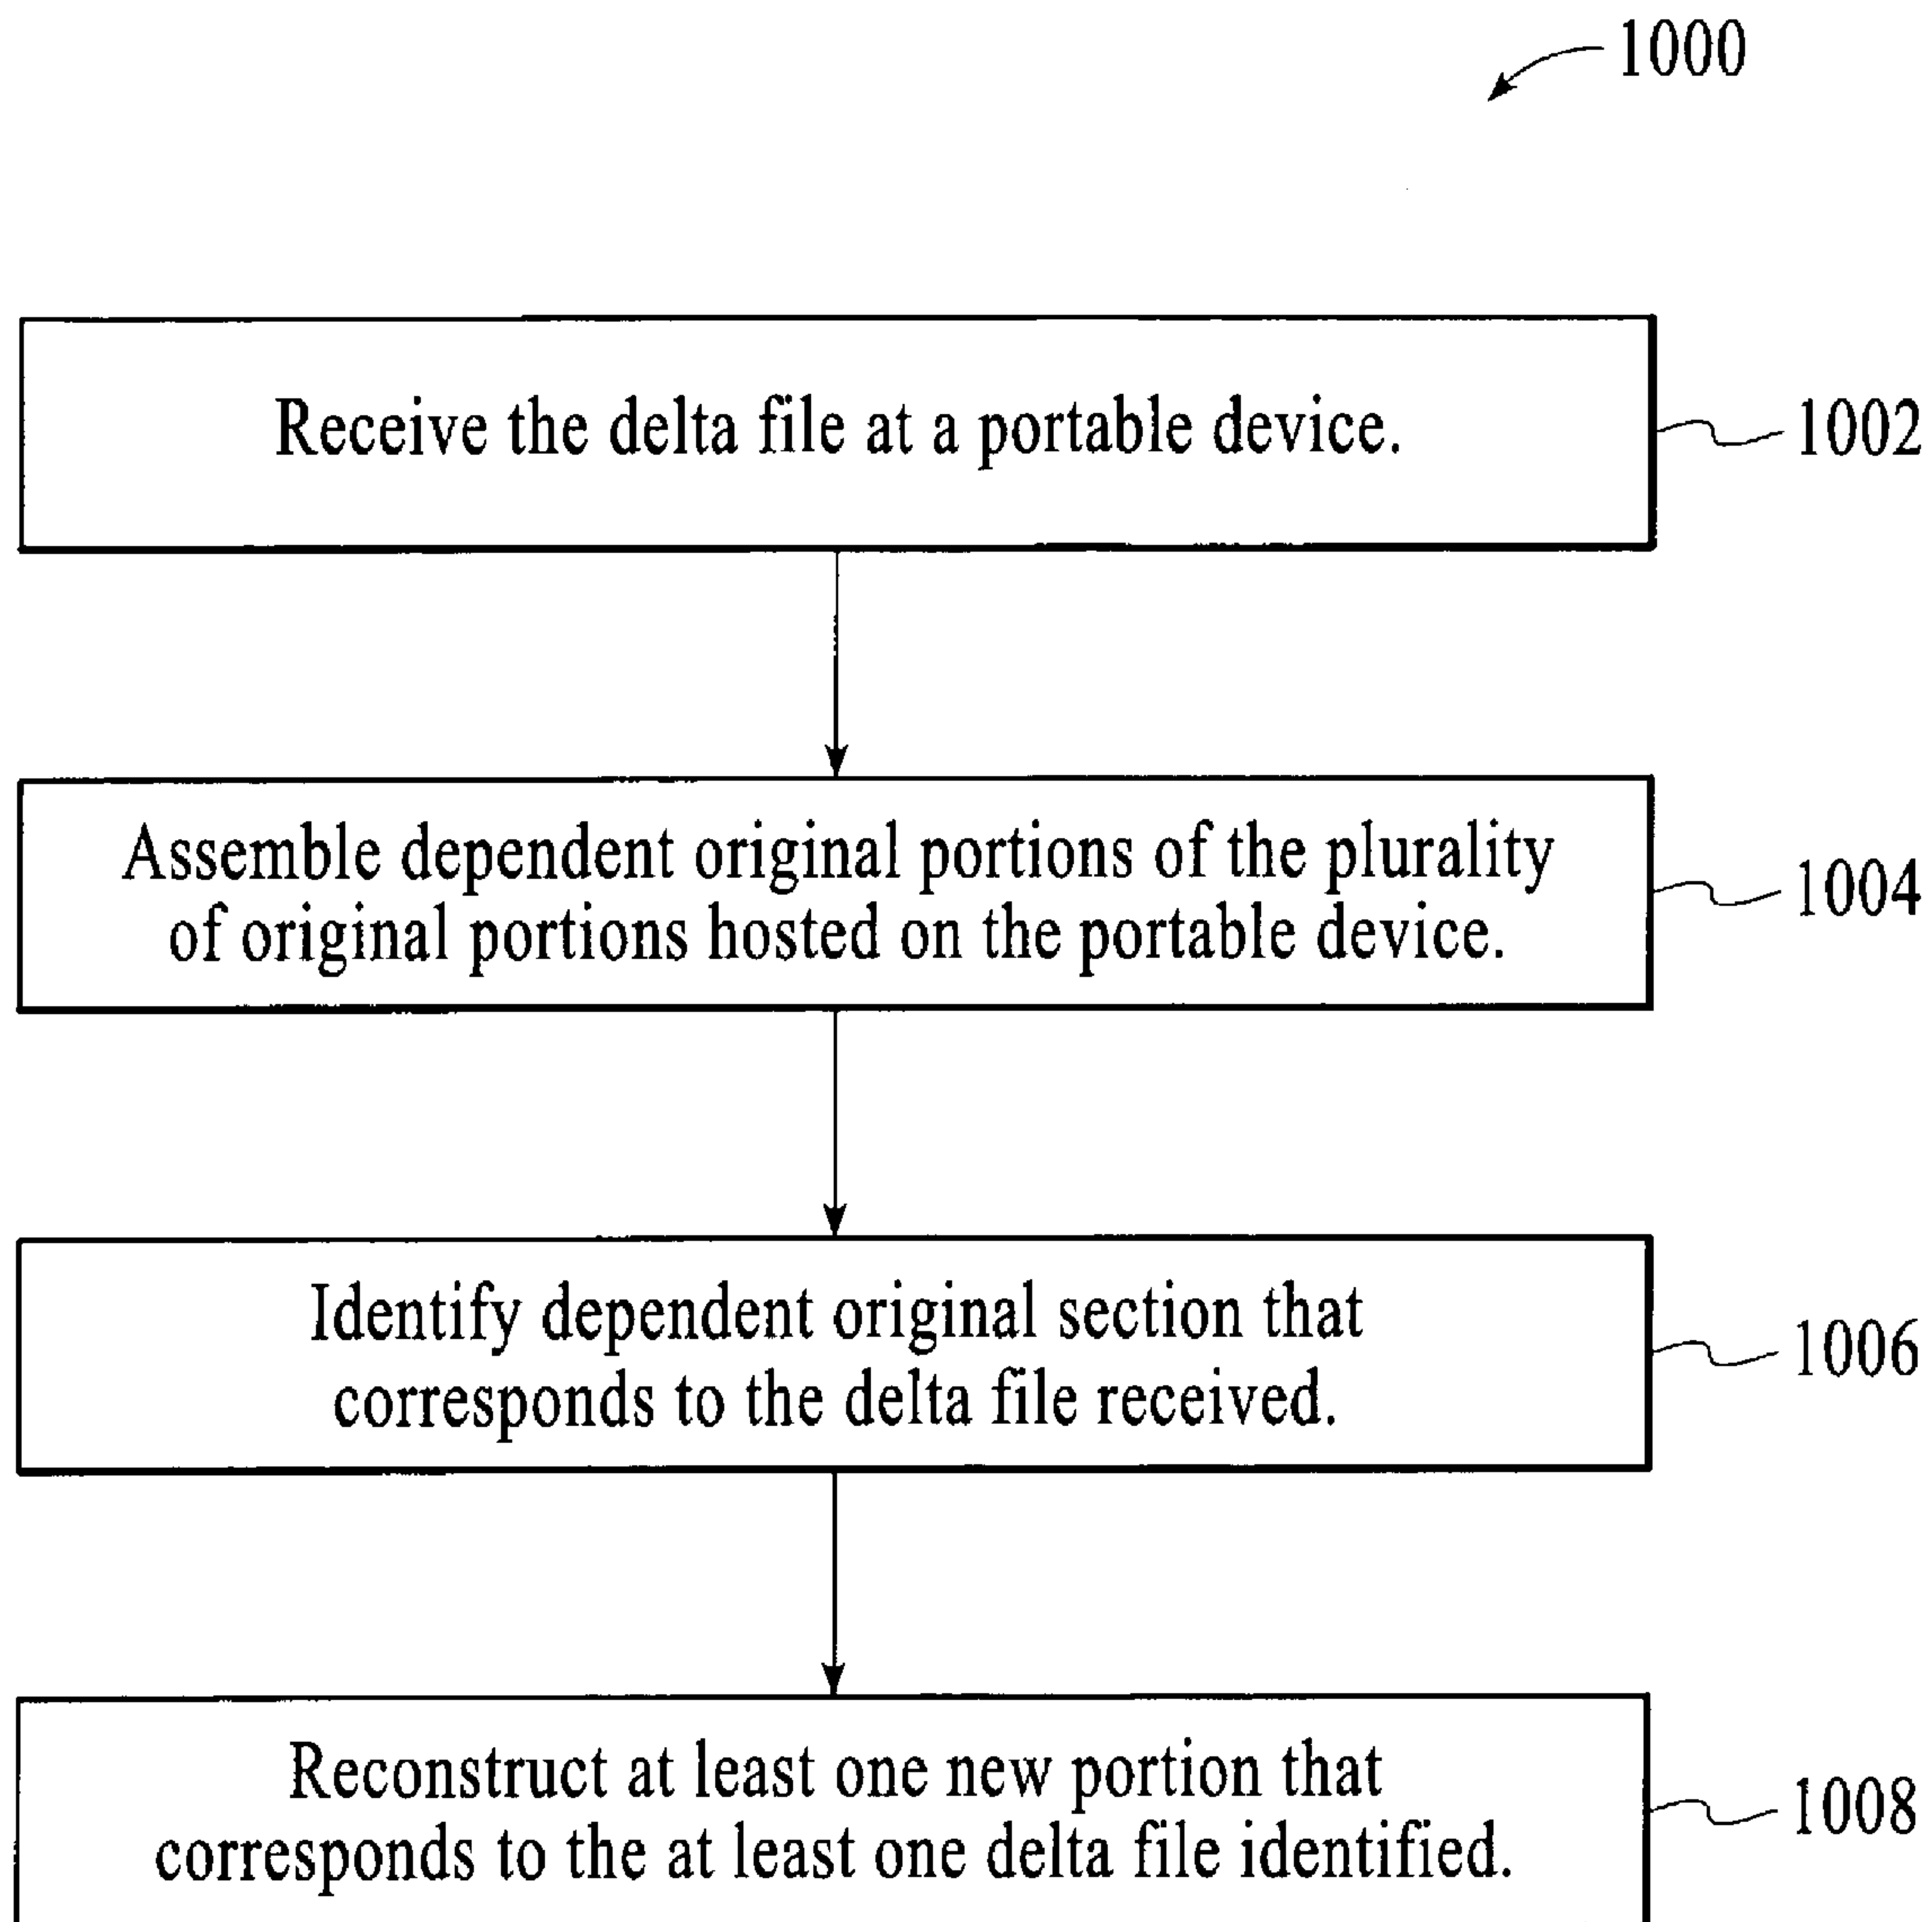 1000
Receive the delta file at a portable device.
1002
Assemble dependent original portions of the plurality
of original portions hosted on the portable device.
1004
Identify dependent original section that
corresponds to the delta file received.
1006
Reconstruct at least one new portion that
corresponds to the at least one delta file identified.
1008